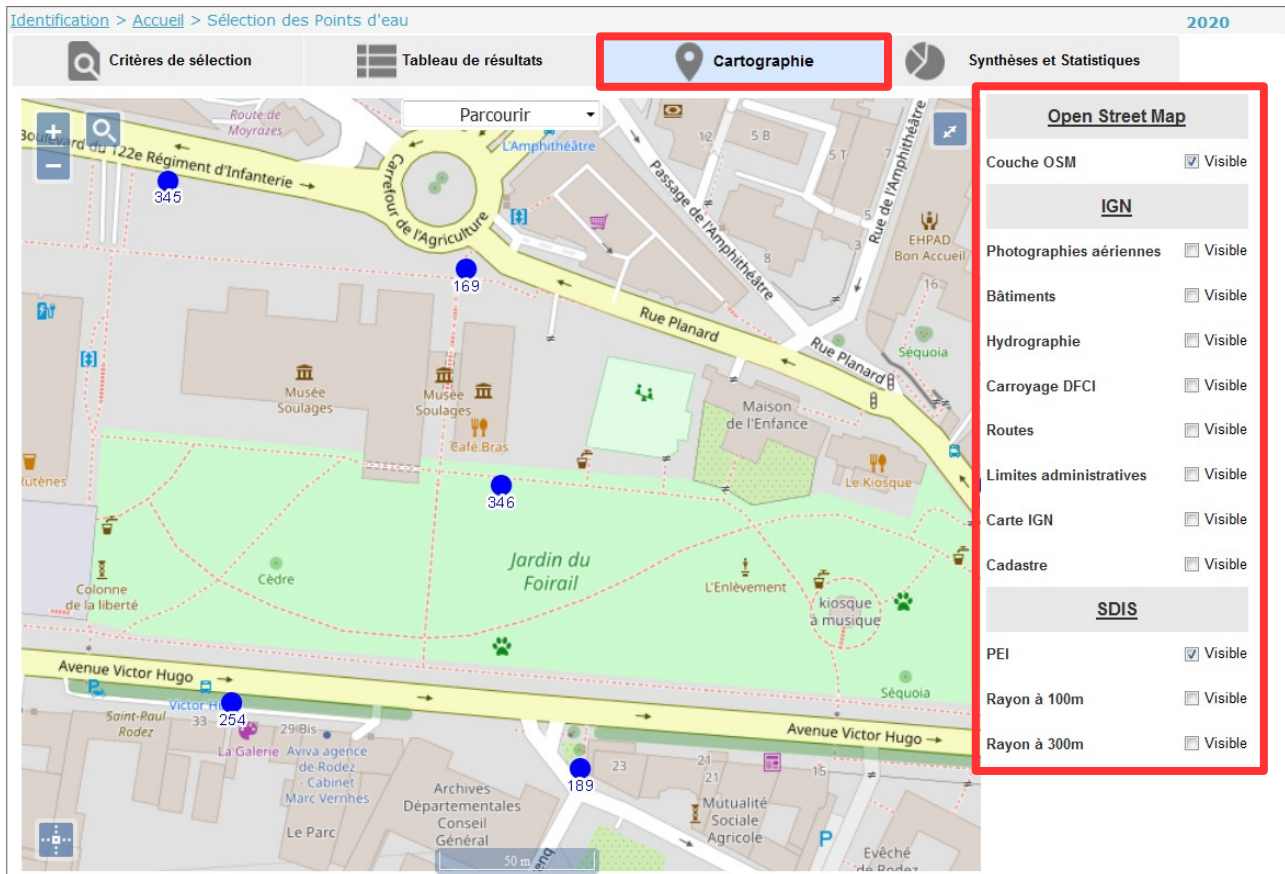 Identification > Accueil > Sélection des Points d'eau
2020
Critères de sélection
Tableau de résultats
Cartographie
Synthèses et Statistiques
Parcourir
+
−
Route de
Moyrazes
Boulevard du 122e Régiment d'Infanterie
345
Carrefour de l'Agriculture
L'Amphithéâtre
12
5 B
5 T
7
5
3
8
16
Passage de l'Amphithéâtre
Rue de l'Amphithéâtre
EHPAD
Bon Accueil
169
Rue Planard
Rue Planard
Séquoia
Musée
Soulages
Musée
Soulages
Café Bras
Maison
de l'Enfance
Le Kiosque
Rutènes
346
Jardin du
Foirail
Cèdre
Colonne
de la liberté
L'Enlèvement
kiosque
à musique
Séquoia
Avenue Victor Hugo
Avenue Victor Hugo
P
254
Saint-Paul
Rodez
33
29 Bis
La Galerie
Aviva agence
de Rodez
- Cabinet
Marc Vernhes
Le Parc
Archives
Départementales
Conseil
Général
189
23
21
21
15
Mutualité
Sociale
Agricole
P
Evêché
de Rodez
50 m
Open Street Map
Couche OSM Visible
IGN
Photographies aériennes Visible
Bâtiments Visible
Hydrographie Visible
Carroyage DFCI Visible
Routes Visible
Limites administratives Visible
Carte IGN Visible
Cadastre Visible
SDIS
PEI Visible
Rayon à 100m Visible
Rayon à 300m Visible